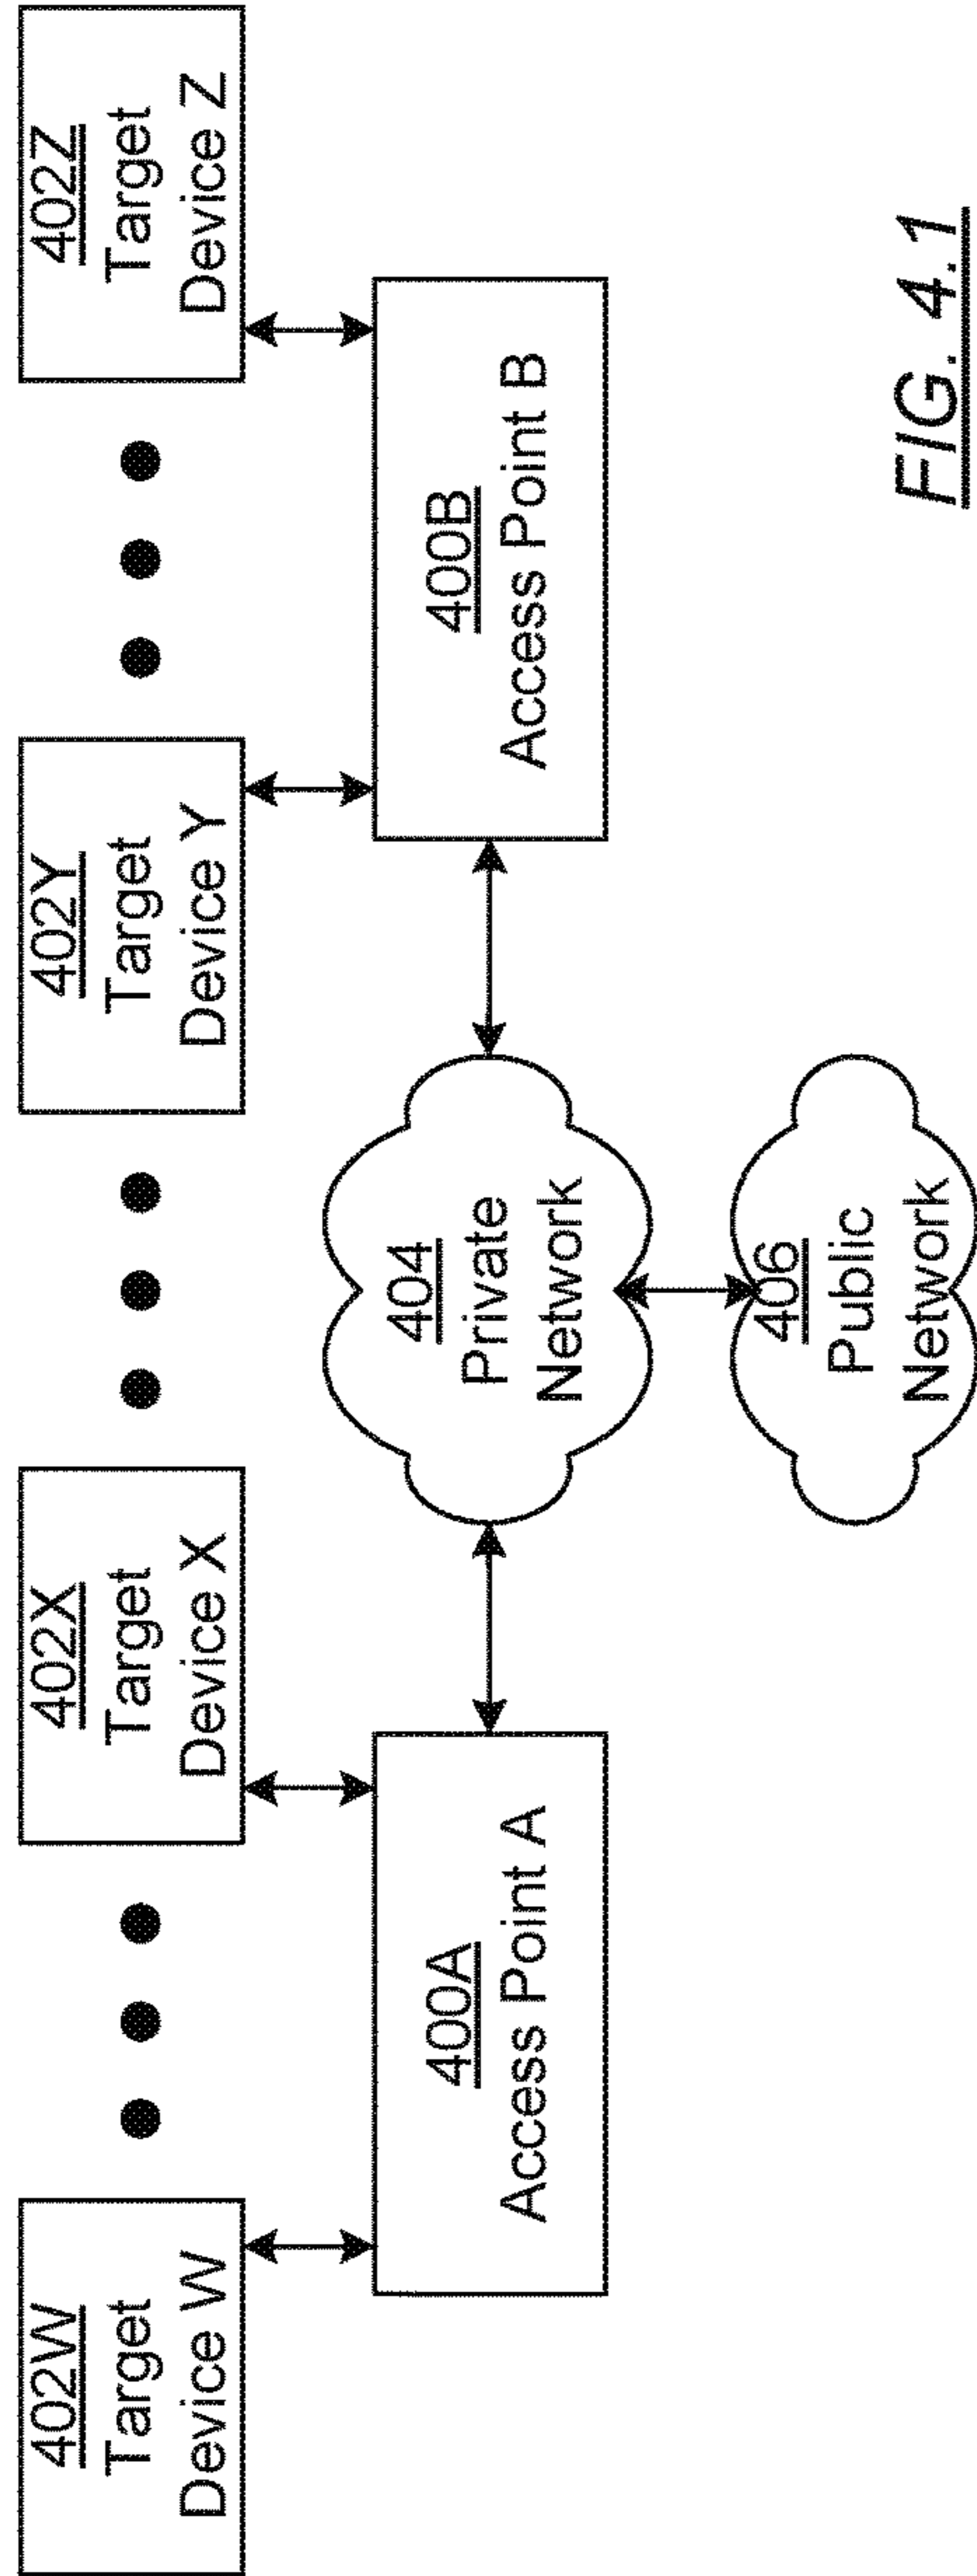 402W
Target
Device W
402X
Target
Device X
402Y
Target
Device Y
402Z
Target
Device Z
400A
Access Point A
404
Private
Network
400B
Access Point B
406
Public
Network
FIG. 4.1